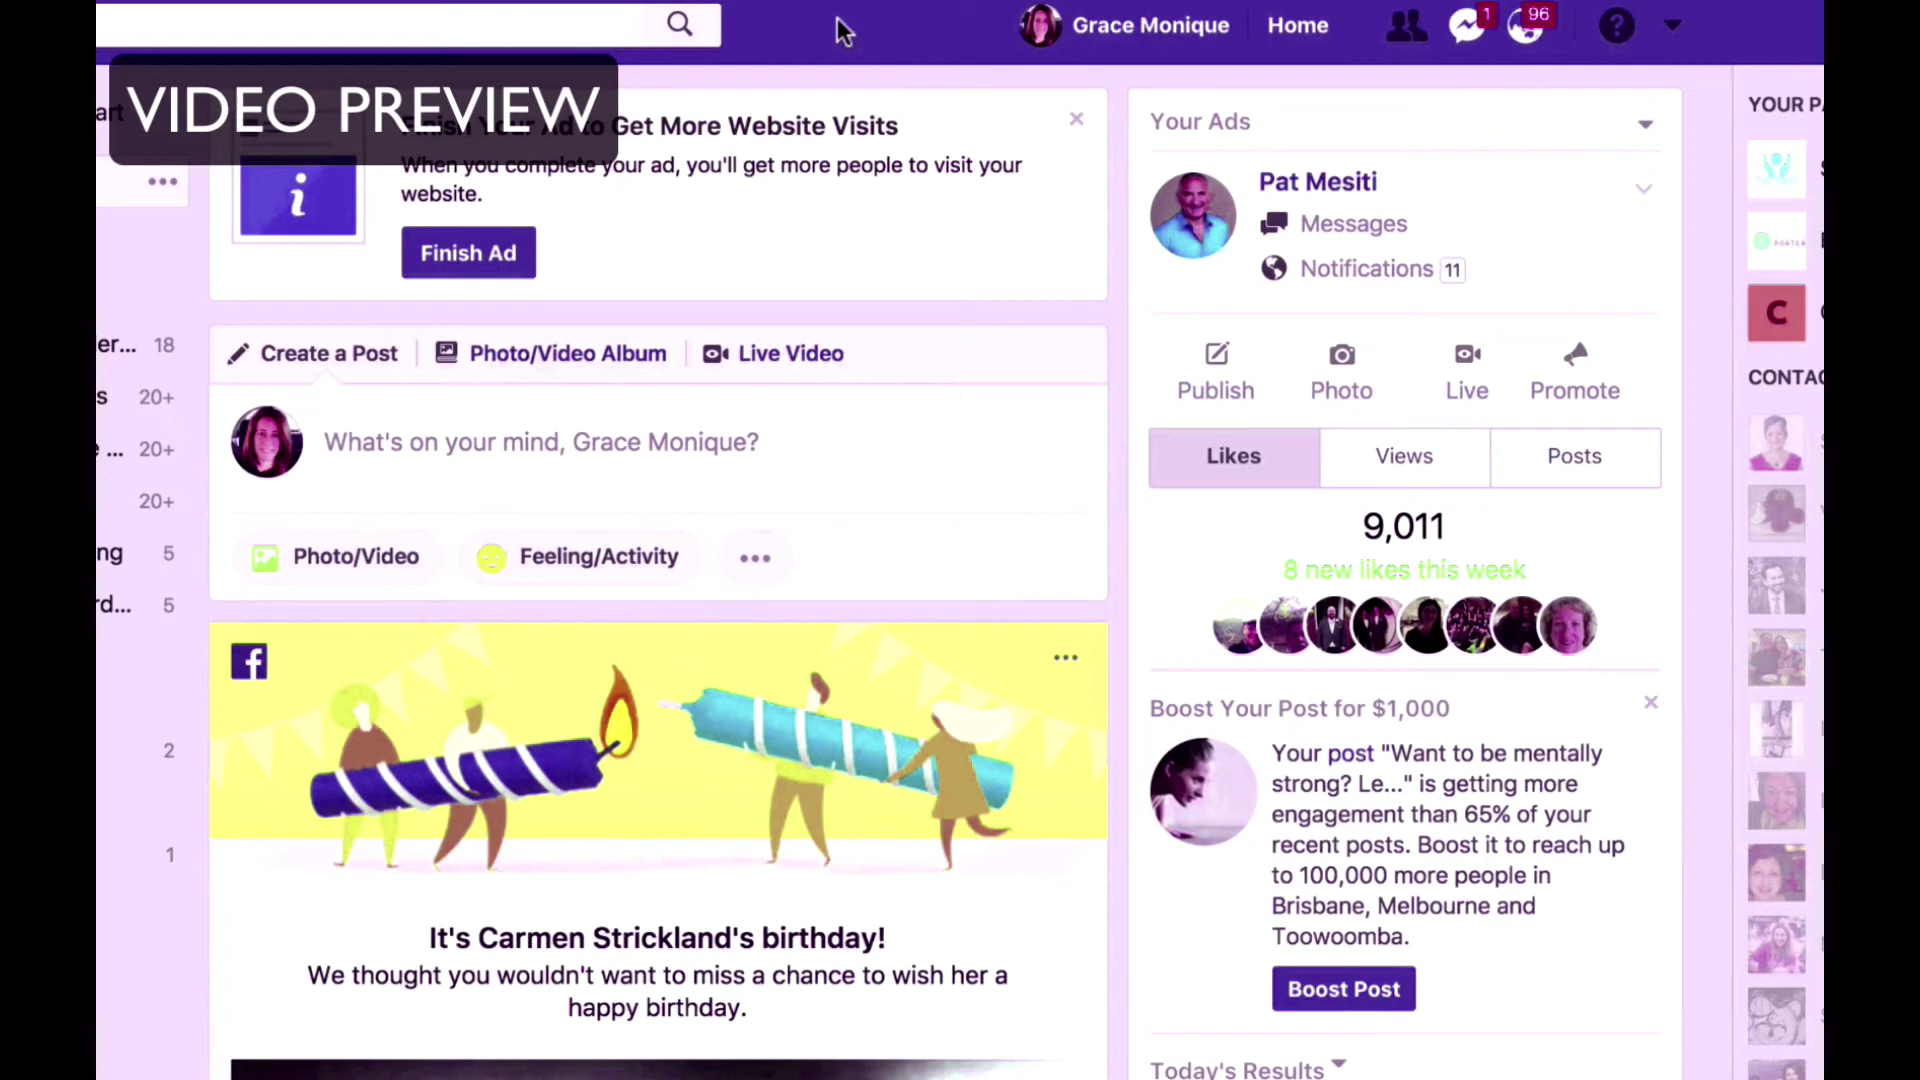 Grace Monique
Home
1
96
?
VIDEO PREVIEW
art
Finish Your Ad to Get More Website Visits
When you complete your ad, you'll get more people to visit your
website.
Finish Ad
er... 18
s 20+
... 20+
20+
ng 5
rd... 5
2
1
Create a Post
Photo/Video Album
Live Video
What's on your mind, Grace Monique?
Photo/Video
Feeling/Activity
It's Carmen Strickland's birthday!
We thought you wouldn't want to miss a chance to wish her a
happy birthday.
Your Ads
Pat Mesiti
Messages
Notifications 11
Publish
Photo
Live
Promote
Likes
Views
Posts
9,011
8 new likes this week
Boost Your Post for $1,000
Your post "Want to be mentally
strong? Le..." is getting more
engagement than 65% of your
recent posts. Boost it to reach up
to 100,000 more people in
Brisbane, Melbourne and
Toowoomba.
Boost Post
Today's Results
YOUR PA
C
CONTAC